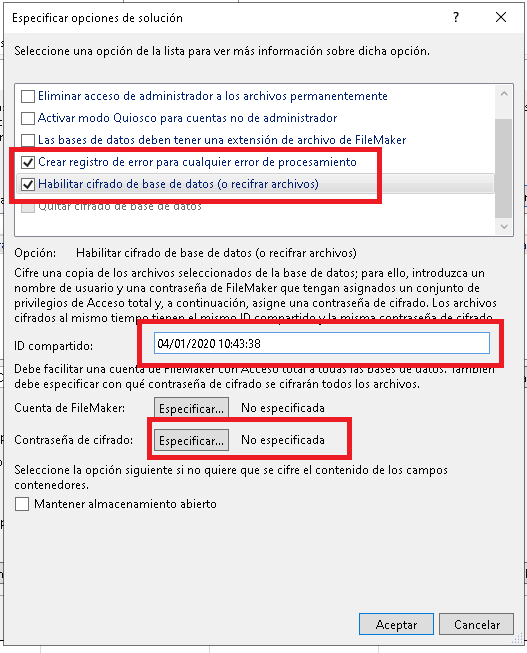 Especificar opciones de solución
?
Seleccione una opción de la lista para ver más información sobre dicha opción.
Eliminar acceso de administrador a los archivos permanentemente
Activar modo Quiosco para cuentas no de administrador
Las bases de datos deben tener una extensión de archivo de FileMaker
Crear registro de error para cualquier error de procesamiento
Habilitar cifrado de base de datos (o recifrar archivos)
Quitar cifrado de base de datos
Opción: Habilitar cifrado de base de datos (o recifrar archivos)
Cifre una copia de los archivos seleccionados de la base de datos; para ello, introduzca un
nombre de usuario y una contraseña de FileMaker que tengan asignados un conjunto de
privilegios de Acceso total y, a continuación, asigne una contraseña de cifrado. Los archivos
cifrados al mismo tiempo tienen el mismo ID compartido y la misma contraseña de cifrado.
ID compartido: 04/01/2020 10:43:38
Debe facilitar una cuenta de FileMaker con Acceso total a todas las bases de datos. También
debe especificar con qué contraseña de cifrado se cifrarán todos los archivos.
Cuenta de FileMaker: Especificar... No especificada
Contraseña de cifrado: Especificar... No especificada
Seleccione la opción siguiente si no quiere que se cifre el contenido de los campos
contenedores.
Mantener almacenamiento abierto
Aceptar Cancelar